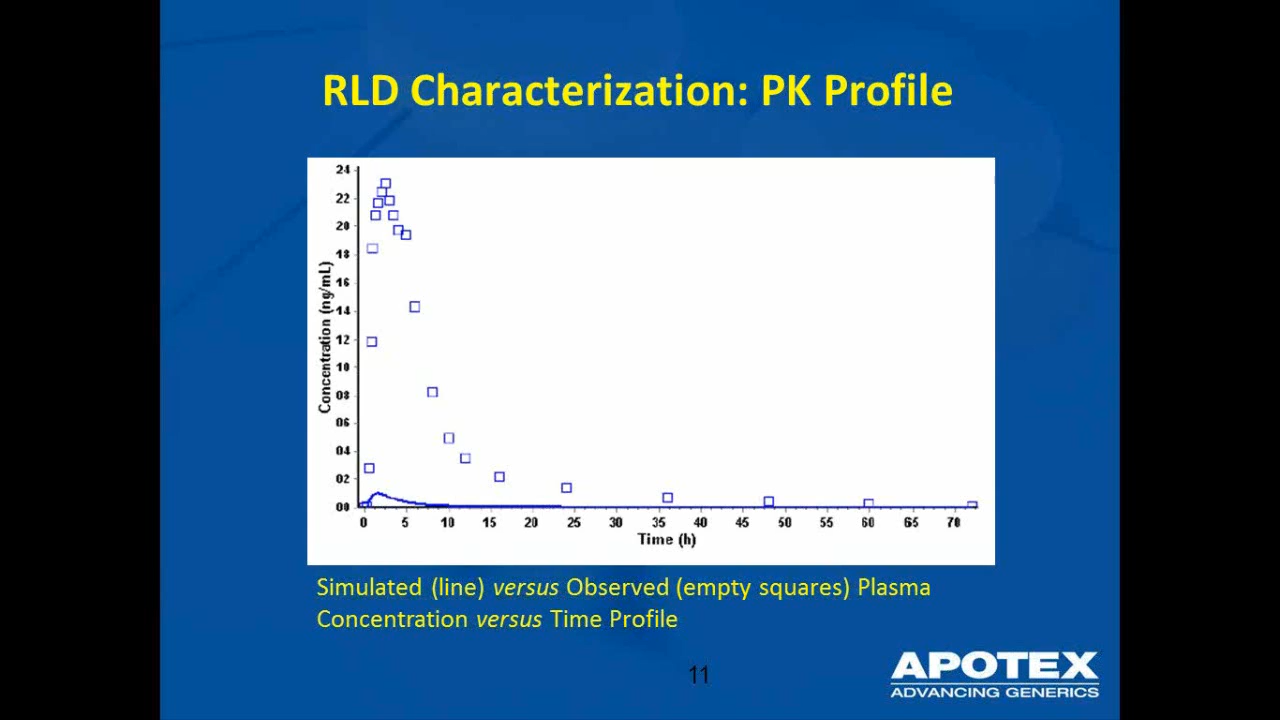 RLD Characterization: PK Profile
24
22
20
18
16
14
12
10
08
06
04
02
00
Concentration (ng/mL)
0 5 10 15 20 25 30 35 40 45 50 55 60 65 70
Time (h)
Simulated (line) versus Observed (empty squares) Plasma
Concentration versus Time Profile
11
APOTEX
ADVANCING GENERICS